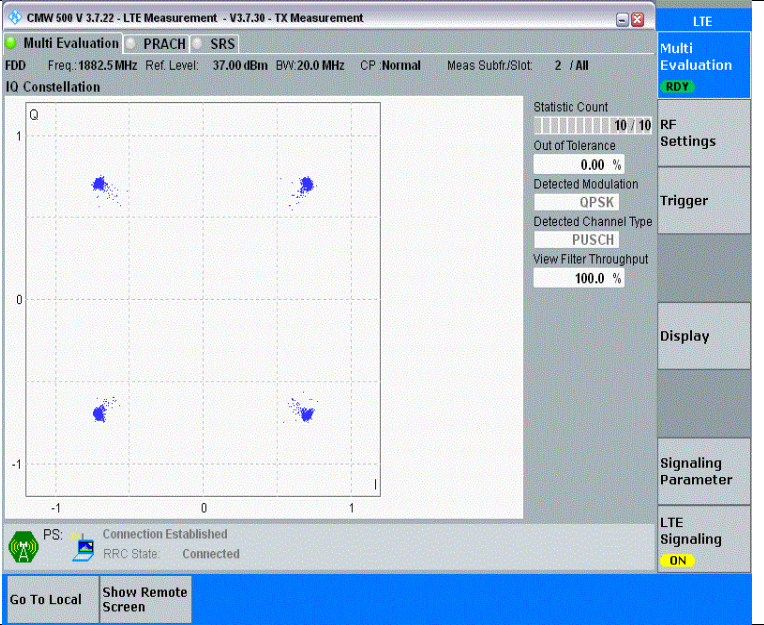 CMW 500 V 3.7.22 - LTE Measurement - V3.7.30 - TX Measurement
LTE
Multi Evaluation PRACH SRS
Multi
Evaluation
RDY
FDD Freq.: 1882.5 MHz Ref. Level: 37.00 dBm BW: 20.0 MHz CP : Normal Meas Subfr./Slot: 2 / All
IQ Constellation
Q
1
0
-1
-1 0 1
I
Statistic Count
10 / 10
Out of Tolerance
0.00 %
Detected Modulation
QPSK
Detected Channel Type
PUSCH
View Filter Throughput
100.0 %
RF
Settings
Trigger
Display
Signaling
Parameter
LTE
Signaling
ON
PS: Connection Established
RRC State: Connected
Go To Local
Show Remote
Screen